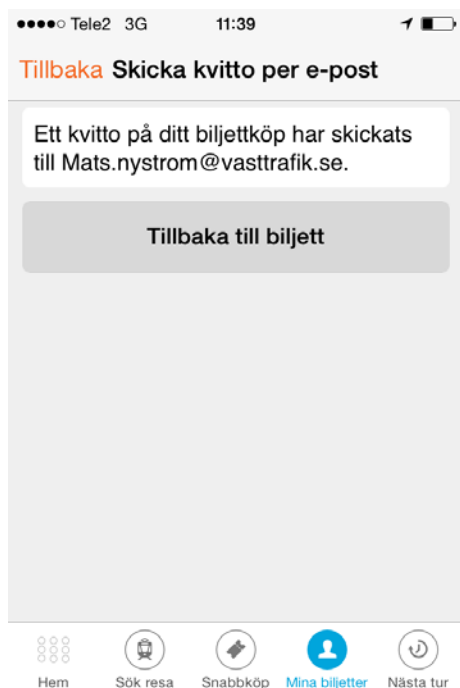 Tele2 3G 11:39
Tillbaka Skicka kvitto per e-post
Ett kvitto på ditt biljettköp har skickats
till Mats.nystrom@vasttrafik.se.
Tillbaka till biljett
Hem Sök resa Snabbköp Mina biljetter Nästa tur